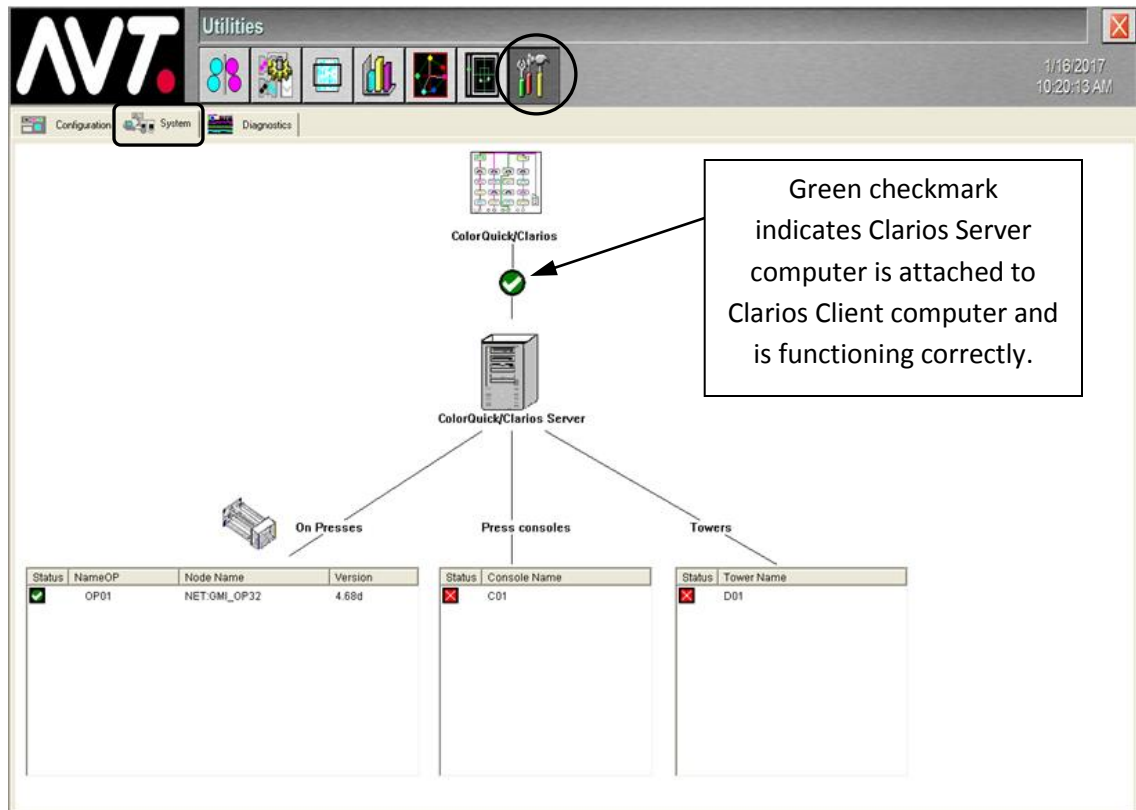 AVT
Utilities
1/16/2017
10:20:13 AM
Configuration System Diagnostics
ColorQuick/Clarios
Green checkmark
indicates Clarios Server
computer is attached to
Clarios Client computer and
is functioning correctly.
ColorQuick/Clarios Server
On Presses Press consoles Towers
Status NameOP Node Name Version
OP01 NET:GMI_OP32 4.68d
Status Console Name
C01
Status Tower Name
D01